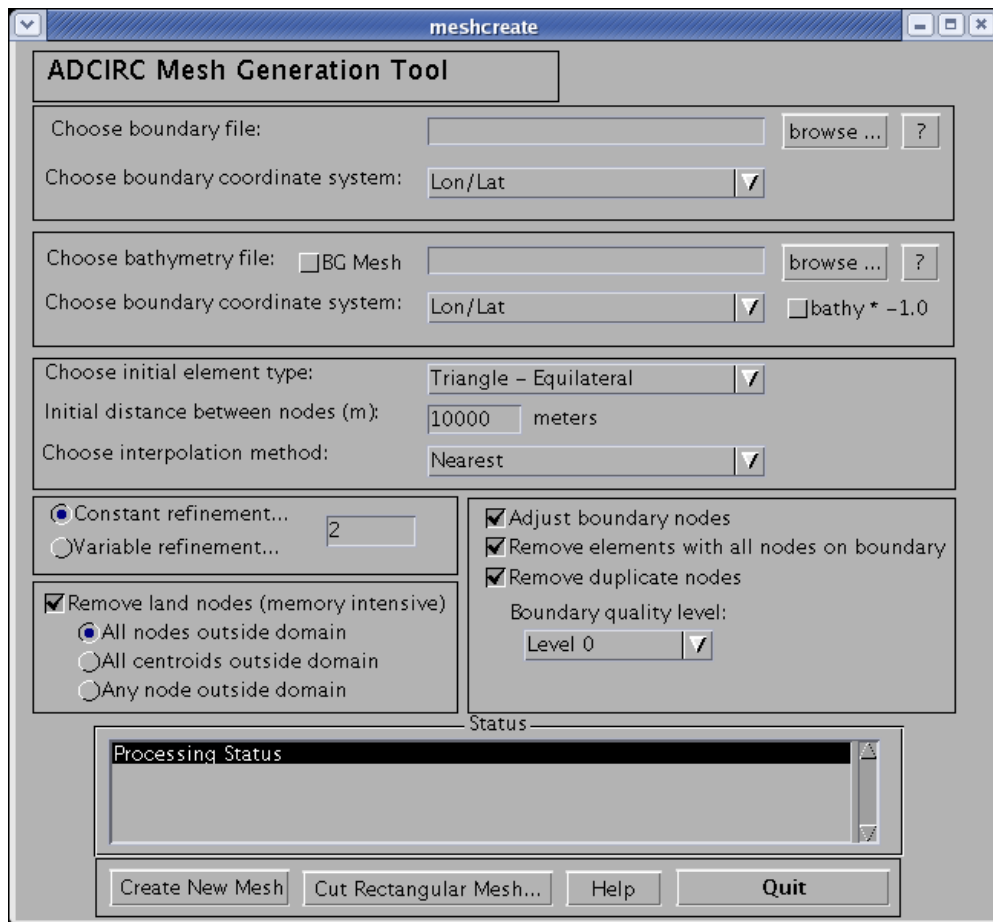 meshcreate
ADCIRC Mesh Generation Tool
Choose boundary file: browse ... ?
Choose boundary coordinate system: Lon/Lat
Choose bathymetry file: BG Mesh browse ... ?
Choose boundary coordinate system: Lon/Lat bathy * -1.0
Choose initial element type: Triangle - Equilateral
Initial distance between nodes (m): 10000 meters
Choose interpolation method: Nearest
Constant refinement... 2
Variable refinement...
Remove land nodes (memory intensive)
All nodes outside domain
All centroids outside domain
Any node outside domain
Adjust boundary nodes
Remove elements with all nodes on boundary
Remove duplicate nodes
Boundary quality level:
Level 0
Status
Processing Status
Create New Mesh Cut Rectangular Mesh... Help Quit